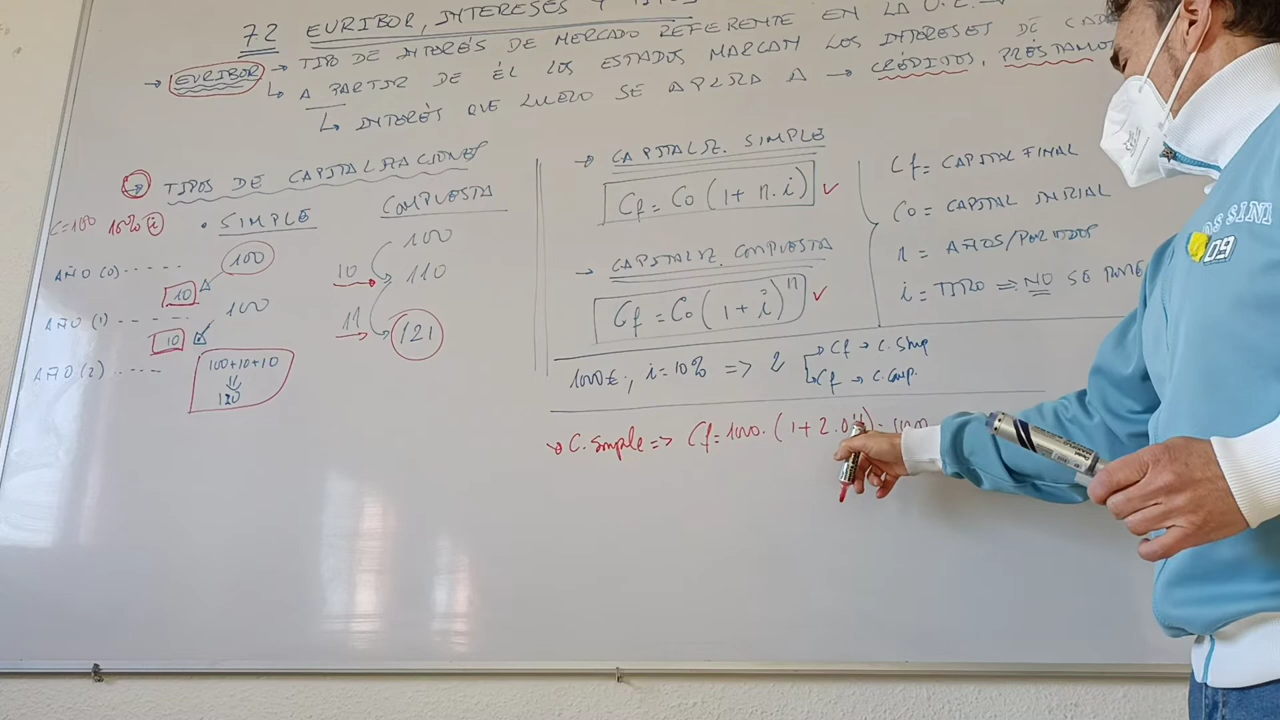 72 EURIBOR, INTERESES Y
→ EURIBOR → TIPO DE INTERÉS DE MERCADO REFERENTE EN LA U.E.
↳ A PARTIR DE ÉL LOS ESTADOS MARCAN LOS INTERESES DE
↳ INTERÉS QUE LUEGO SE APLICA A → CRÉDITOS, PRÉSTAMOS
→ TIPOS DE CAPITALIZACIONES
C=100 10% i
• SIMPLE
COMPUESTA
AÑO (0) ------
100
100
10
10
110
AÑO (1) ------
100
10
11
121
AÑO (2) -----
100+10+10
120
→ CAPITALIZ. SIMPLE
Cf = Co (1 + n. i) ✓
→ CAPITALIZ. COMPUESTA
Cf = Co (1 + i)^n ✓
Cf = CAPITAL FINAL
Co = CAPITAL INICIAL
n = AÑOS/PERIODOS
i = TIPO ⇒ NO SE PONE
1000€; i=10% => 2
→ Cf → C. Simp
→ Cf → C. Comp.
→ C. Simple => Cf = 1000. (1 + 2.0
09